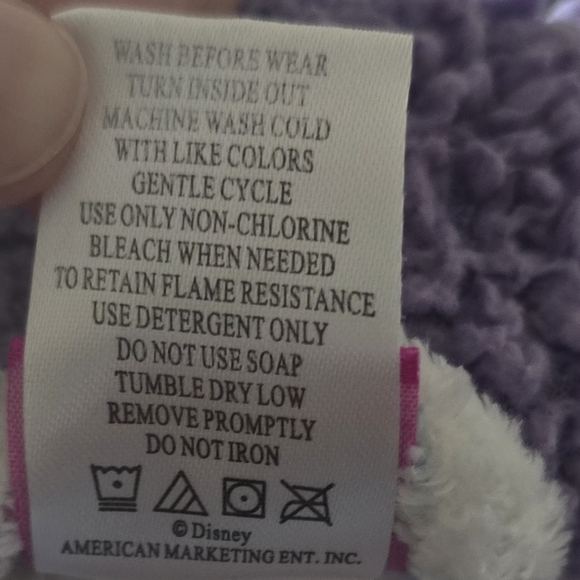 WASH BEFORE WEAR
TURN INSIDE OUT
MACHINE WASH COLD
WITH LIKE COLORS
GENTLE CYCLE
USE ONLY NON-CHLORINE
BLEACH WHEN NEEDED
TO RETAIN FLAME RESISTANCE
USE DETERGENT ONLY
DO NOT USE SOAP
TUMBLE DRY LOW
REMOVE PROMPTLY
DO NOT IRON
© Disney
AMERICAN MARKETING ENT. INC.